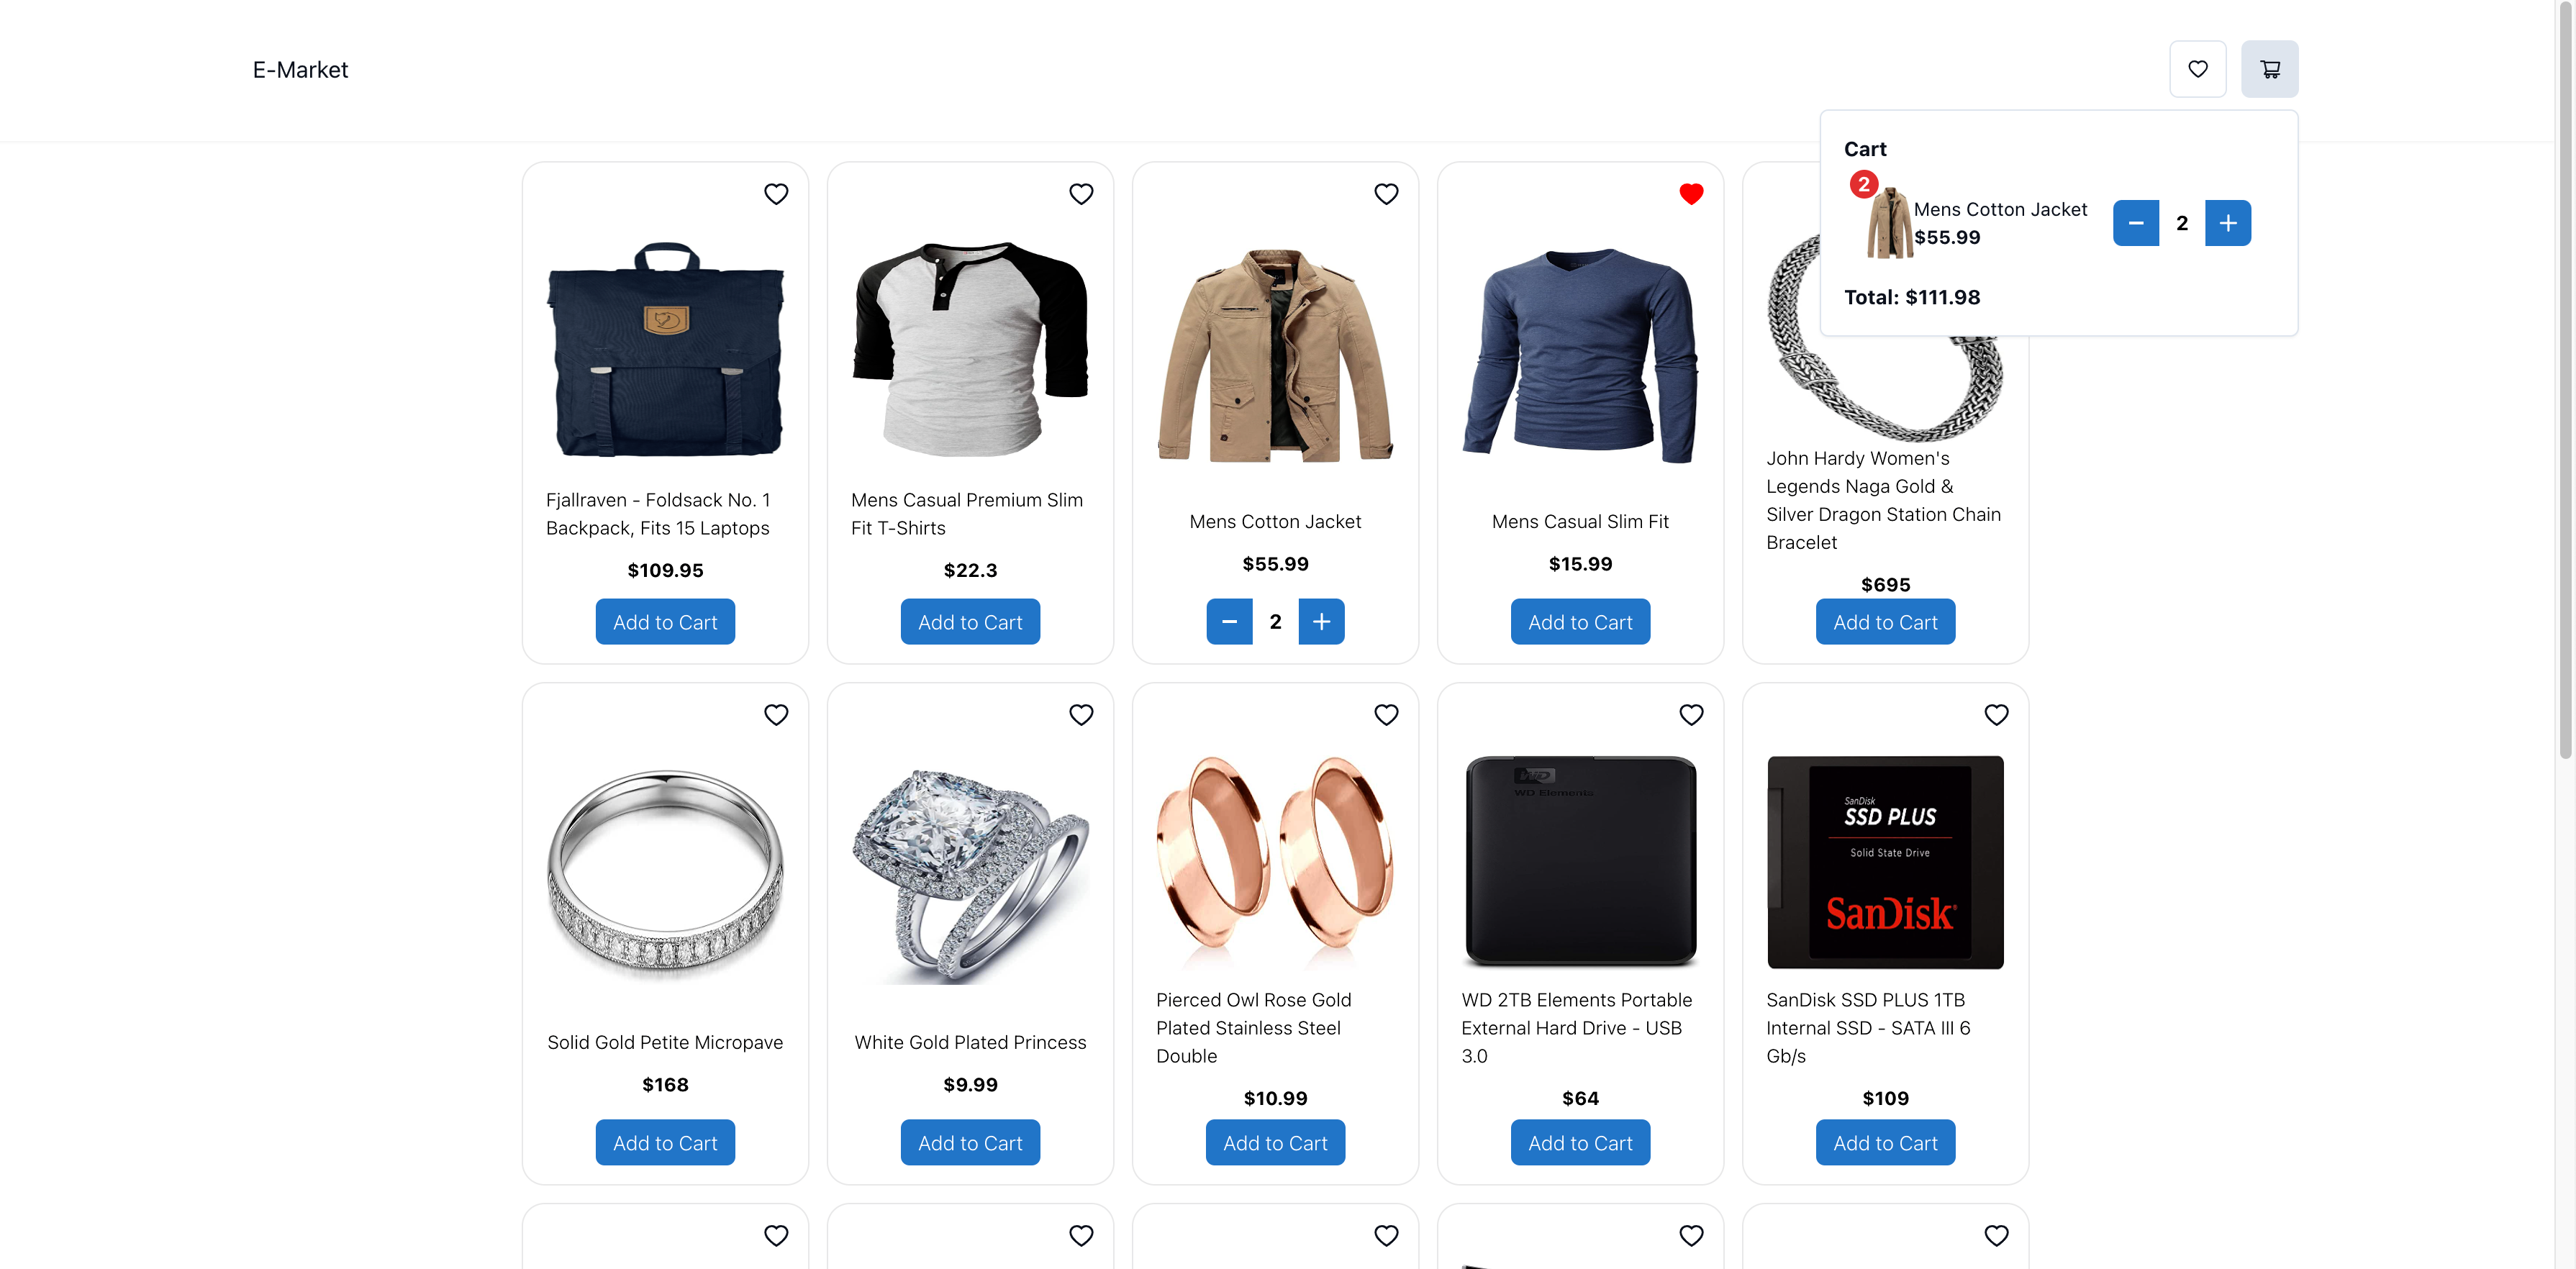 E-Market
Cart
2
Mens Cotton Jacket
$55.99
2
Total: $111.98
Fjallraven - Foldsack No. 1
Backpack, Fits 15 Laptops
$109.95
Add to Cart
Mens Casual Premium Slim
Fit T-Shirts
$22.3
Add to Cart
Mens Cotton Jacket
$55.99
2
Mens Casual Slim Fit
$15.99
Add to Cart
John Hardy Women's
Legends Naga Gold &
Silver Dragon Station Chain
Bracelet
$695
Add to Cart
Solid Gold Petite Micropave
$168
Add to Cart
White Gold Plated Princess
$9.99
Add to Cart
Pierced Owl Rose Gold
Plated Stainless Steel
Double
$10.99
Add to Cart
WD
WD Elements
WD 2TB Elements Portable
External Hard Drive - USB
3.0
$64
Add to Cart
SanDisk
SSD PLUS
Solid State Drive
SanDisk
SanDisk SSD PLUS 1TB
Internal SSD - SATA III 6
Gb/s
$109
Add to Cart